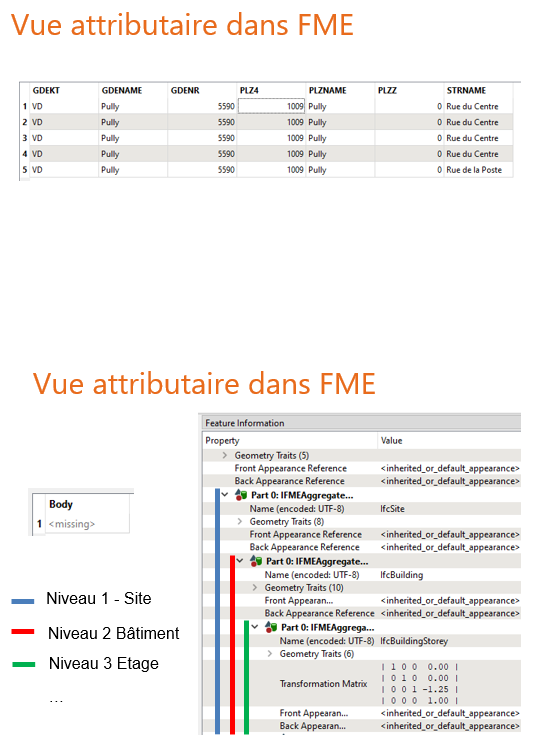 Vue attributaire dans FME
GDEKT GDENAME GDENR PLZ4 PLZNAME PLZZ STRNAME
1 VD Pully 5590 1009 Pully 0 Rue du Centre
2 VD Pully 5590 1009 Pully 0 Rue du Centre
3 VD Pully 5590 1009 Pully 0 Rue du Centre
4 VD Pully 5590 1009 Pully 0 Rue du Centre
5 VD Pully 5590 1009 Pully 0 Rue de la Poste
Vue attributaire dans FME
Body
1 <missing>
Niveau 1 - Site
Niveau 2 Bâtiment
Niveau 3 Etage
...
Feature Information
Property Value
Geometry Traits (5)
Front Appearance Reference <inherited_or_default_appearance>
Back Appearance Reference <inherited_or_default_appearance>
Part 0: IFMEAggregate...
Name (encoded: UTF-8) IfcSite
Geometry Traits (8)
Front Appearance Reference <inherited_or_default_appearance>
Back Appearance Reference <inherited_or_default_appearance>
Part 0: IFMEAggregate...
Name (encoded: UTF-8) IfcBuilding
Geometry Traits (10)
Front Appearance Reference <inherited_or_default_appearance>
Back Appearance Reference <inherited_or_default_appearance>
Part 0: IFMEAggrega...
Name (encoded: UTF-8) IfcBuildingStorey
Geometry Traits (6)
Transformation Matrix
| 1 0 0 0.00 |
| 0 1 0 0.00 |
| 0 0 1 -1.25 |
| 0 0 0 1.00 |
Front Appearan... <inherited_or_default_appearance>
Back Appearan... <inherited_or_default_appearance>